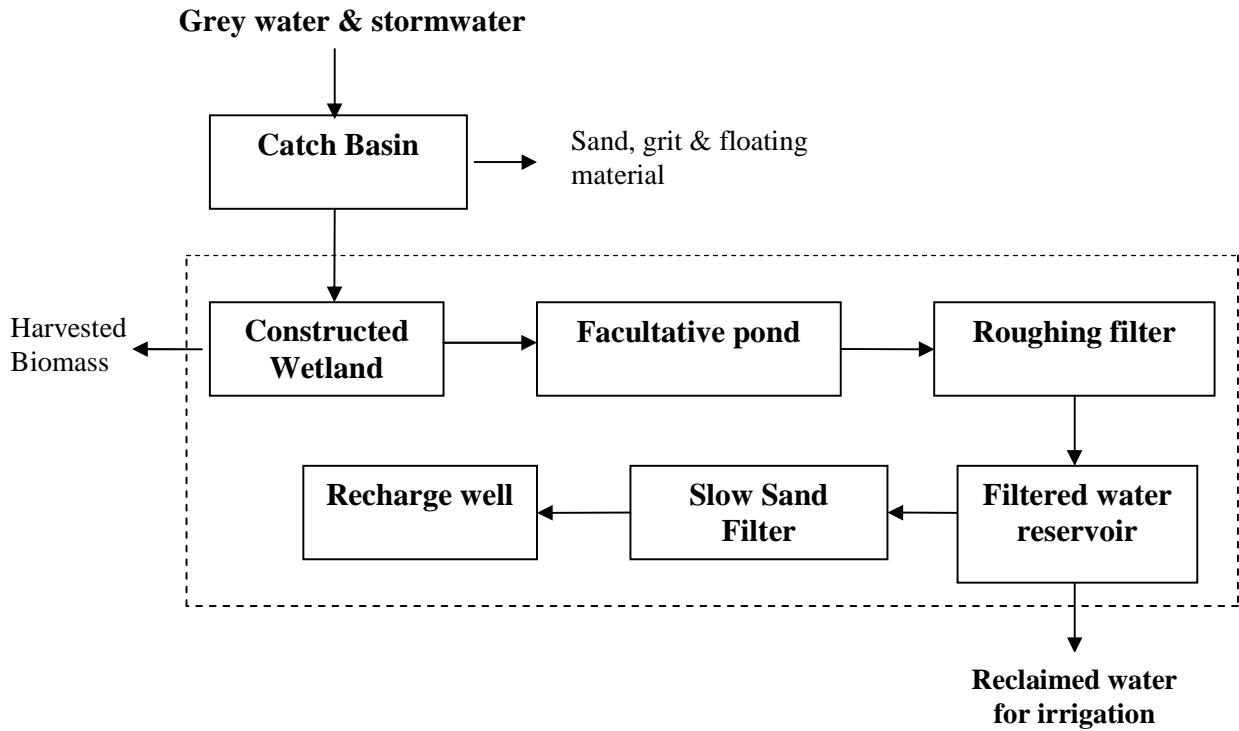 Grey water & stormwater
Catch Basin
Sand, grit & floating
material
Harvested
Biomass
Constructed
Wetland
Facultative pond
Roughing filter
Recharge well
Slow Sand
Filter
Filtered water
reservoir
Reclaimed water
for irrigation